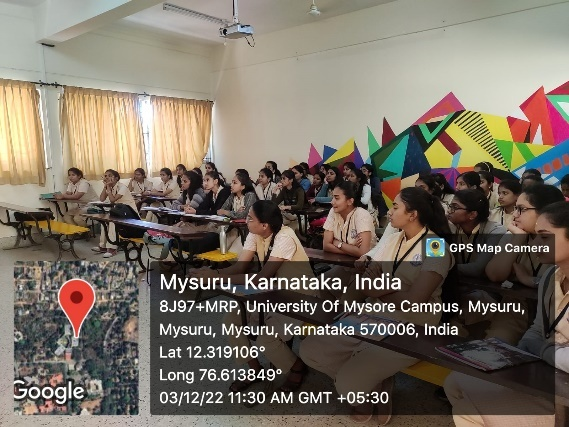 GPS Map Camera
Mysuru, Karnataka, India
8J97+MRP, University Of Mysore Campus, Mysuru,
Mysuru, Mysuru, Karnataka 570006, India
Lat 12.319106°
Long 76.613849°
03/12/22 11:30 AM GMT +05:30
Google